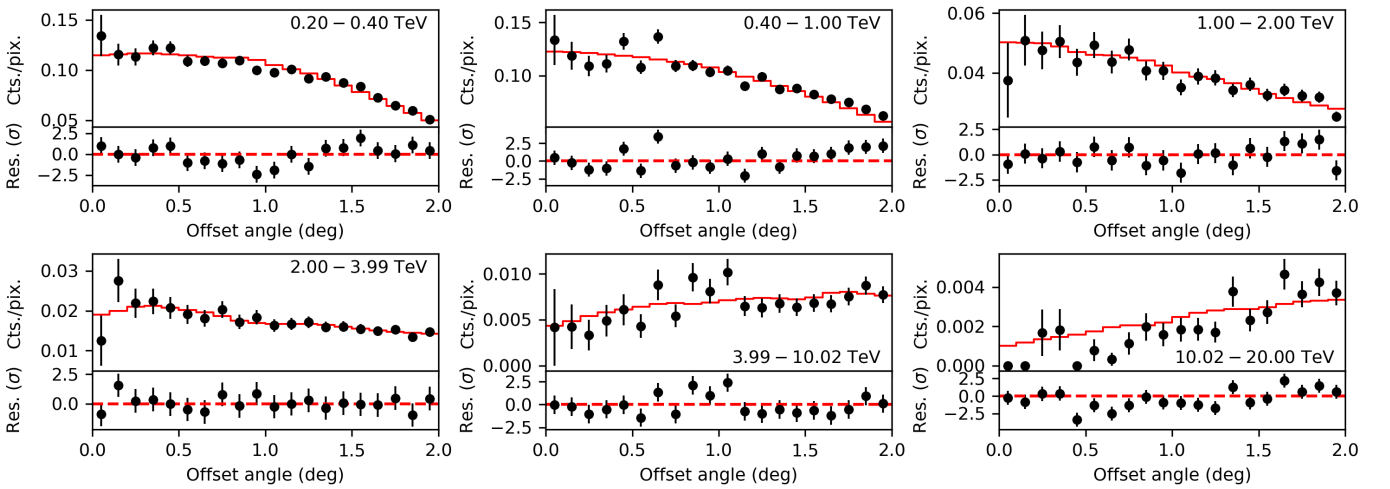 0.20 − 0.40 TeV
0.15
0.10
0.05
Cts./pix.
2.5
0.0
−2.5
Res. (σ)
0.0 0.5 1.0 1.5 2.0
Offset angle (deg)
0.40 − 1.00 TeV
0.15
0.10
Cts./pix.
2.5
0.0
−2.5
Res. (σ)
0.0 0.5 1.0 1.5 2.0
Offset angle (deg)
1.00 − 2.00 TeV
0.06
0.04
Cts./pix.
2.5
0.0
−2.5
Res. (σ)
0.0 0.5 1.0 1.5 2.0
Offset angle (deg)
2.00 − 3.99 TeV
0.03
0.02
0.01
Cts./pix.
2.5
0.0
Res. (σ)
0.0 0.5 1.0 1.5 2.0
Offset angle (deg)
0.010
0.005
0.000
Cts./pix.
3.99 − 10.02 TeV
2.5
0.0
−2.5
Res. (σ)
0.0 0.5 1.0 1.5 2.0
Offset angle (deg)
0.004
0.002
0.000
Cts./pix.
10.02 − 20.00 TeV
2.5
0.0
−2.5
Res. (σ)
0.0 0.5 1.0 1.5 2.0
Offset angle (deg)